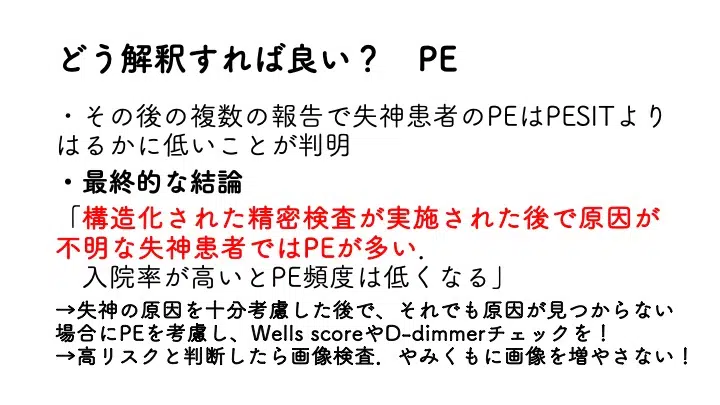 どう解釈すれば良い？　PE
・その後の複数の報告で失神患者のPEはPESITより
はるかに低いことが判明
・最終的な結論
「構造化された精密検査が実施された後で原因が
不明な失神患者ではPEが多い．
入院率が高いとPE頻度は低くなる」
→失神の原因を十分考慮した後で、それでも原因が見つからない
場合にPEを考慮し、Wells scoreやD-dimmerチェックを！
→高リスクと判断したら画像検査．やみくもに画像を増やさない！